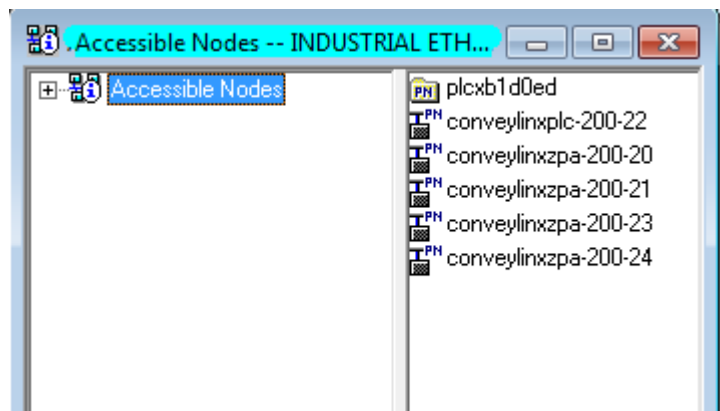 .Accessible Nodes -- INDUSTRIAL ETH...
Accessible Nodes
PN plcxb1d0ed
PN conveylinxplc-200-22
PN conveylinxzpa-200-20
PN conveylinxzpa-200-21
PN conveylinxzpa-200-23
PN conveylinxzpa-200-24